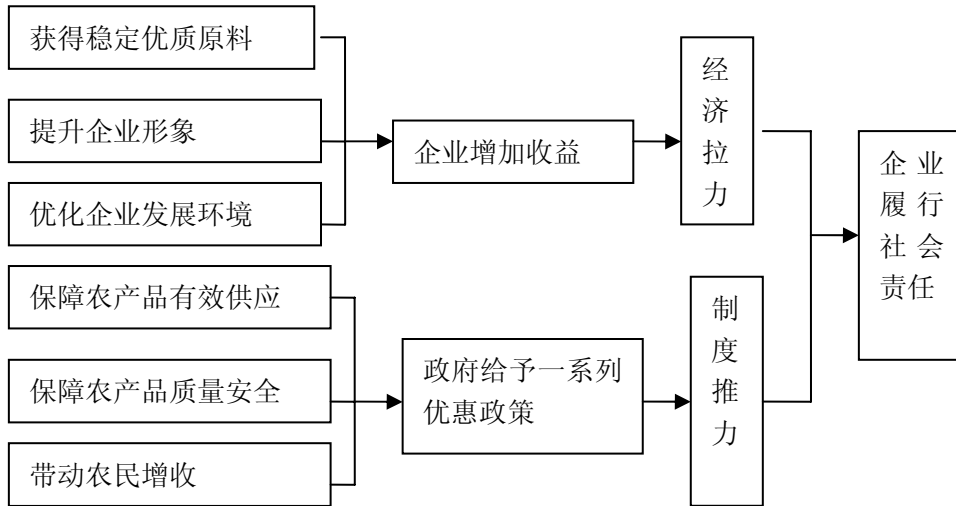 获得稳定优质原料
提升企业形象
优化企业发展环境
保障农产品有效供应
保障农产品质量安全
带动农民增收
企业增加收益
政府给予一系列
优惠政策
经
济
拉
力
制
度
推
力
企业
履行
社会
责任